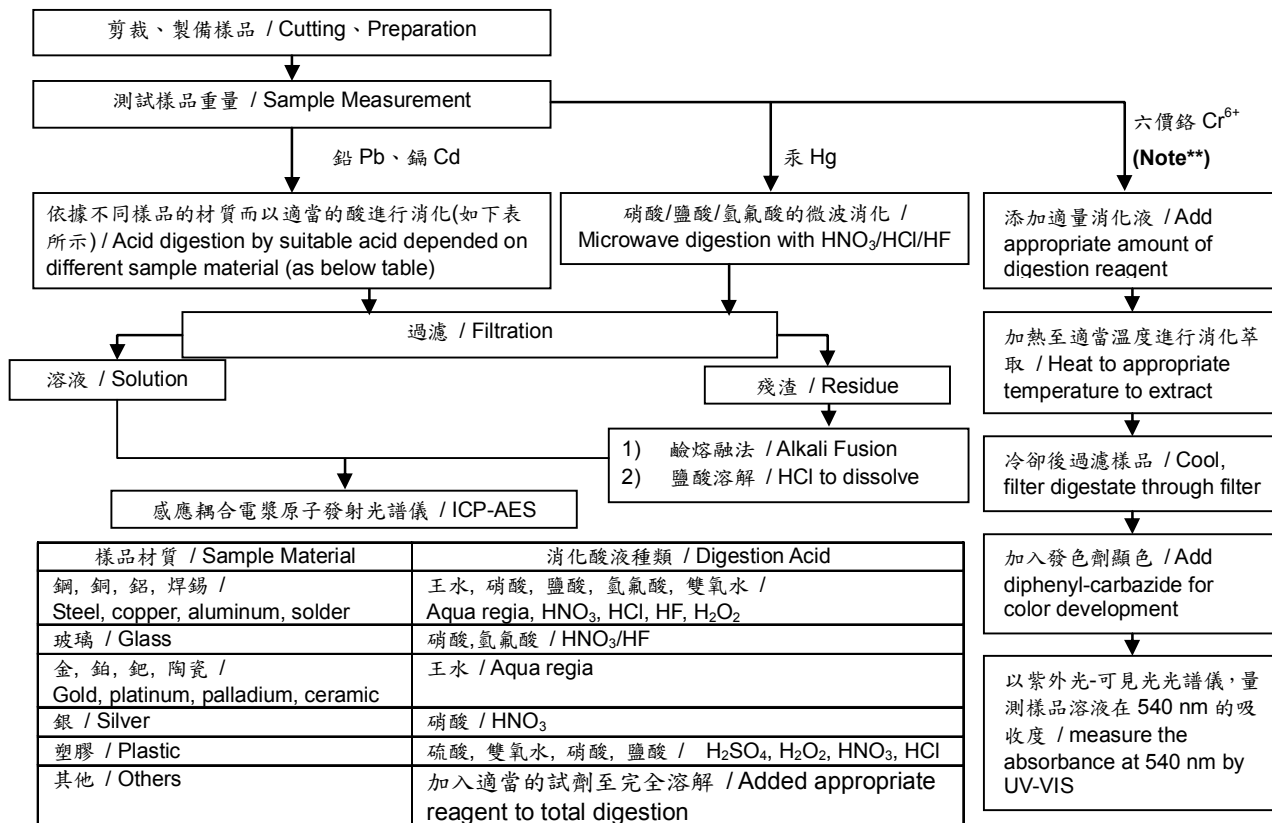 剪裁、製備樣品 / Cutting、Preparation
測試樣品重量 / Sample Measurement
鉛 Pb、鎘 Cd
汞 Hg
六價鉻 Cr⁶⁺
(Note**)
依據不同樣品的材質而以適當的酸進行消化(如下表
所示) / Acid digestion by suitable acid depended on
different sample material (as below table)
硝酸/鹽酸/氫氟酸的微波消化 /
Microwave digestion with HNO₃/HCl/HF
添加適量消化液 / Add
appropriate amount of
digestion reagent
過濾 / Filtration
溶液 / Solution
殘渣 / Residue
1) 鹼熔融法 / Alkali Fusion
2) 鹽酸溶解 / HCl to dissolve
感應耦合電漿原子發射光譜儀 / ICP-AES
加熱至適當溫度進行消化萃
取 / Heat to appropriate
temperature to extract
冷卻後過濾樣品 / Cool,
filter digestate through filter
加入發色劑顯色 / Add
diphenyl-carbazide for
color development
以紫外光-可見光光譜儀，量
測樣品溶液在 540 nm 的吸
收度 / measure the
absorbance at 540 nm by
UV-VIS
樣品材質 / Sample Material
消化酸液種類 / Digestion Acid
鋼, 銅, 鋁, 焊錫 /
Steel, copper, aluminum, solder
王水, 硝酸, 鹽酸, 氫氟酸, 雙氧水 /
Aqua regia, HNO₃, HCl, HF, H₂O₂
玻璃 / Glass
硝酸,氫氟酸 / HNO₃/HF
金, 鉑, 鈀, 陶瓷 /
Gold, platinum, palladium, ceramic
王水 / Aqua regia
銀 / Silver
硝酸 / HNO₃
塑膠 / Plastic
硫酸, 雙氧水, 硝酸, 鹽酸 / H₂SO₄, H₂O₂, HNO₃, HCl
其他 / Others
加入適當的試劑至完全溶解 / Added appropriate
reagent to total digestion